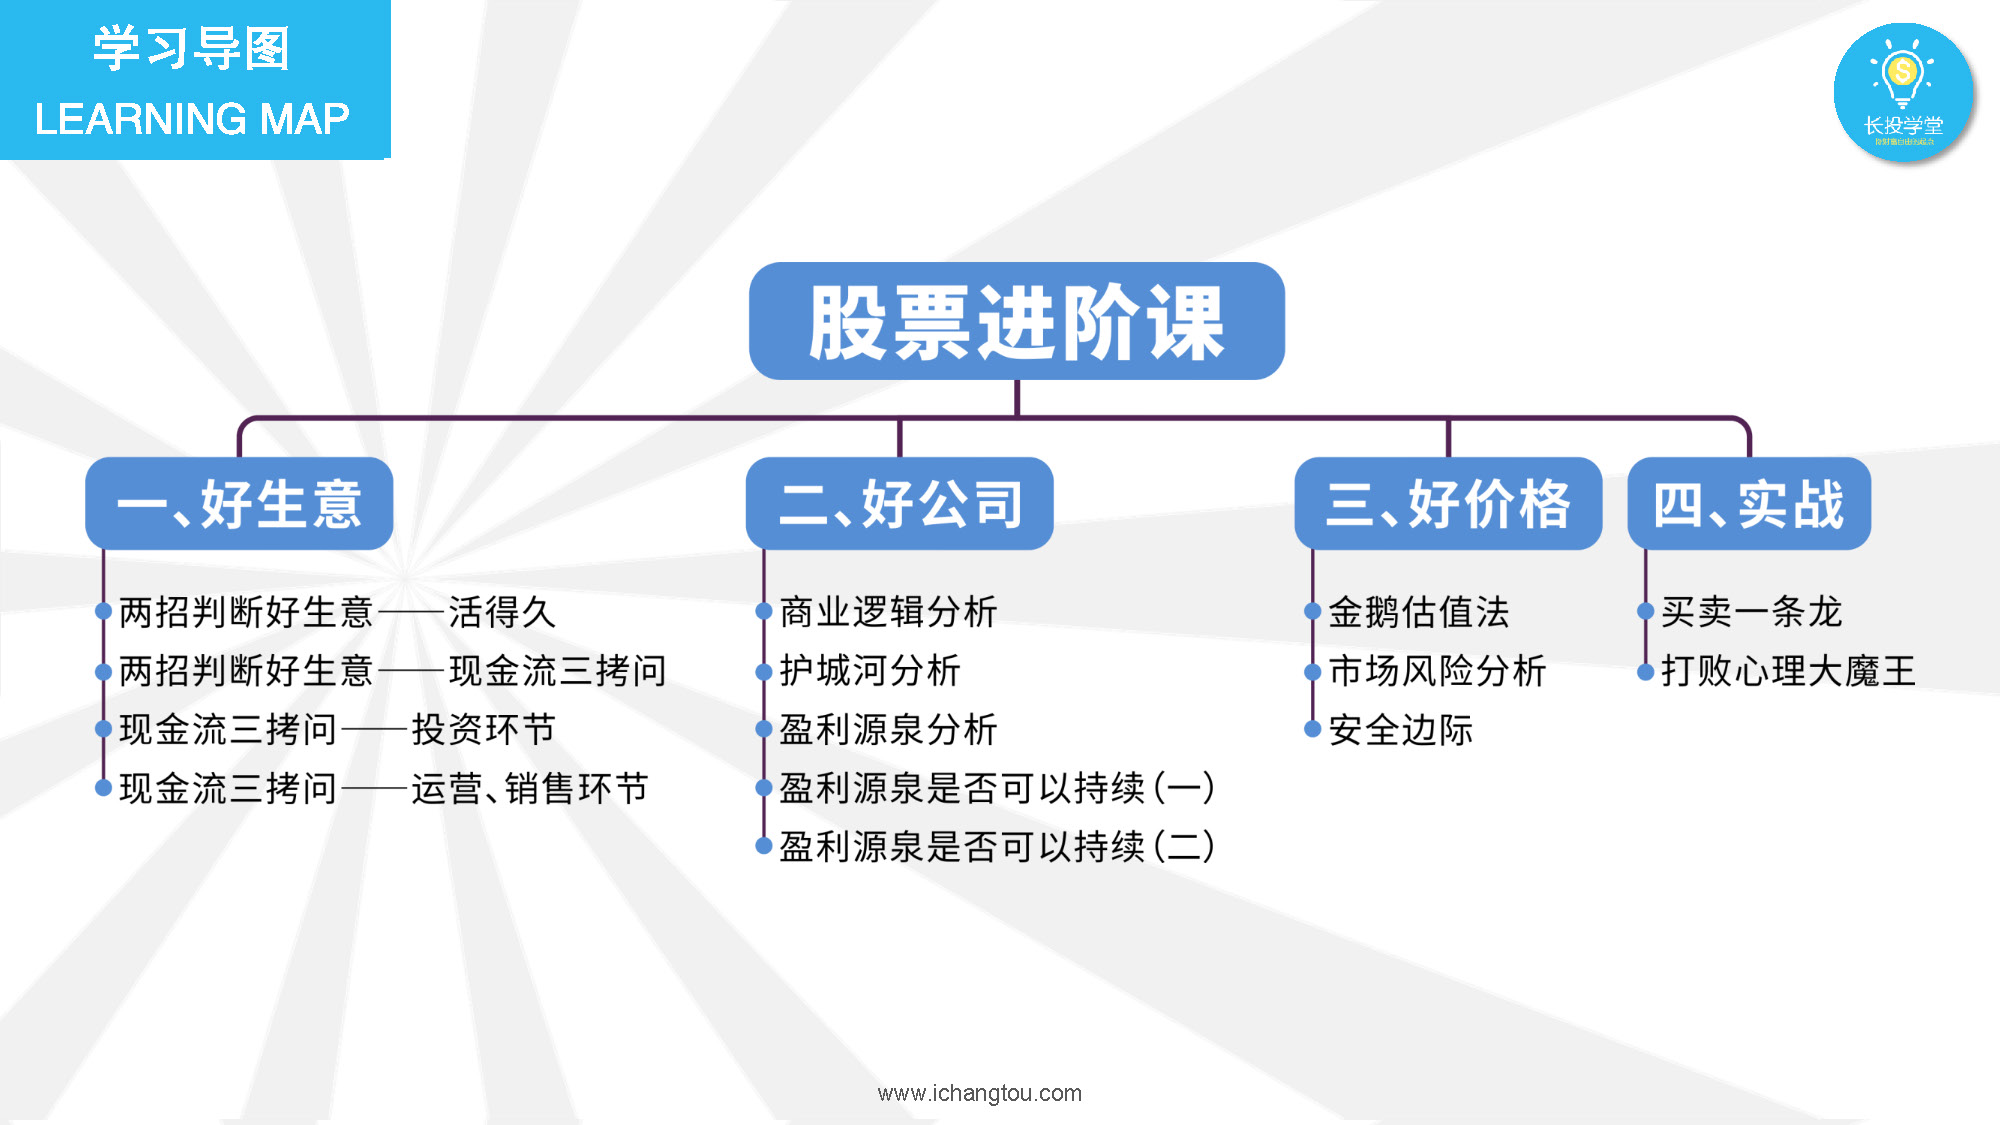 学习导图
LEARNING MAP
长投学堂
股票进阶课
一、好生意
两招判断好生意——活得久
两招判断好生意——现金流三拷问
现金流三拷问——投资环节
现金流三拷问——运营、销售环节
二、好公司
商业逻辑分析
护城河分析
盈利源泉分析
盈利源泉是否可以持续（一）
盈利源泉是否可以持续（二）
三、好价格
金鹅估值法
市场风险分析
安全边际
四、实战
买卖一条龙
打败心理大魔王
www.ichangtou.com